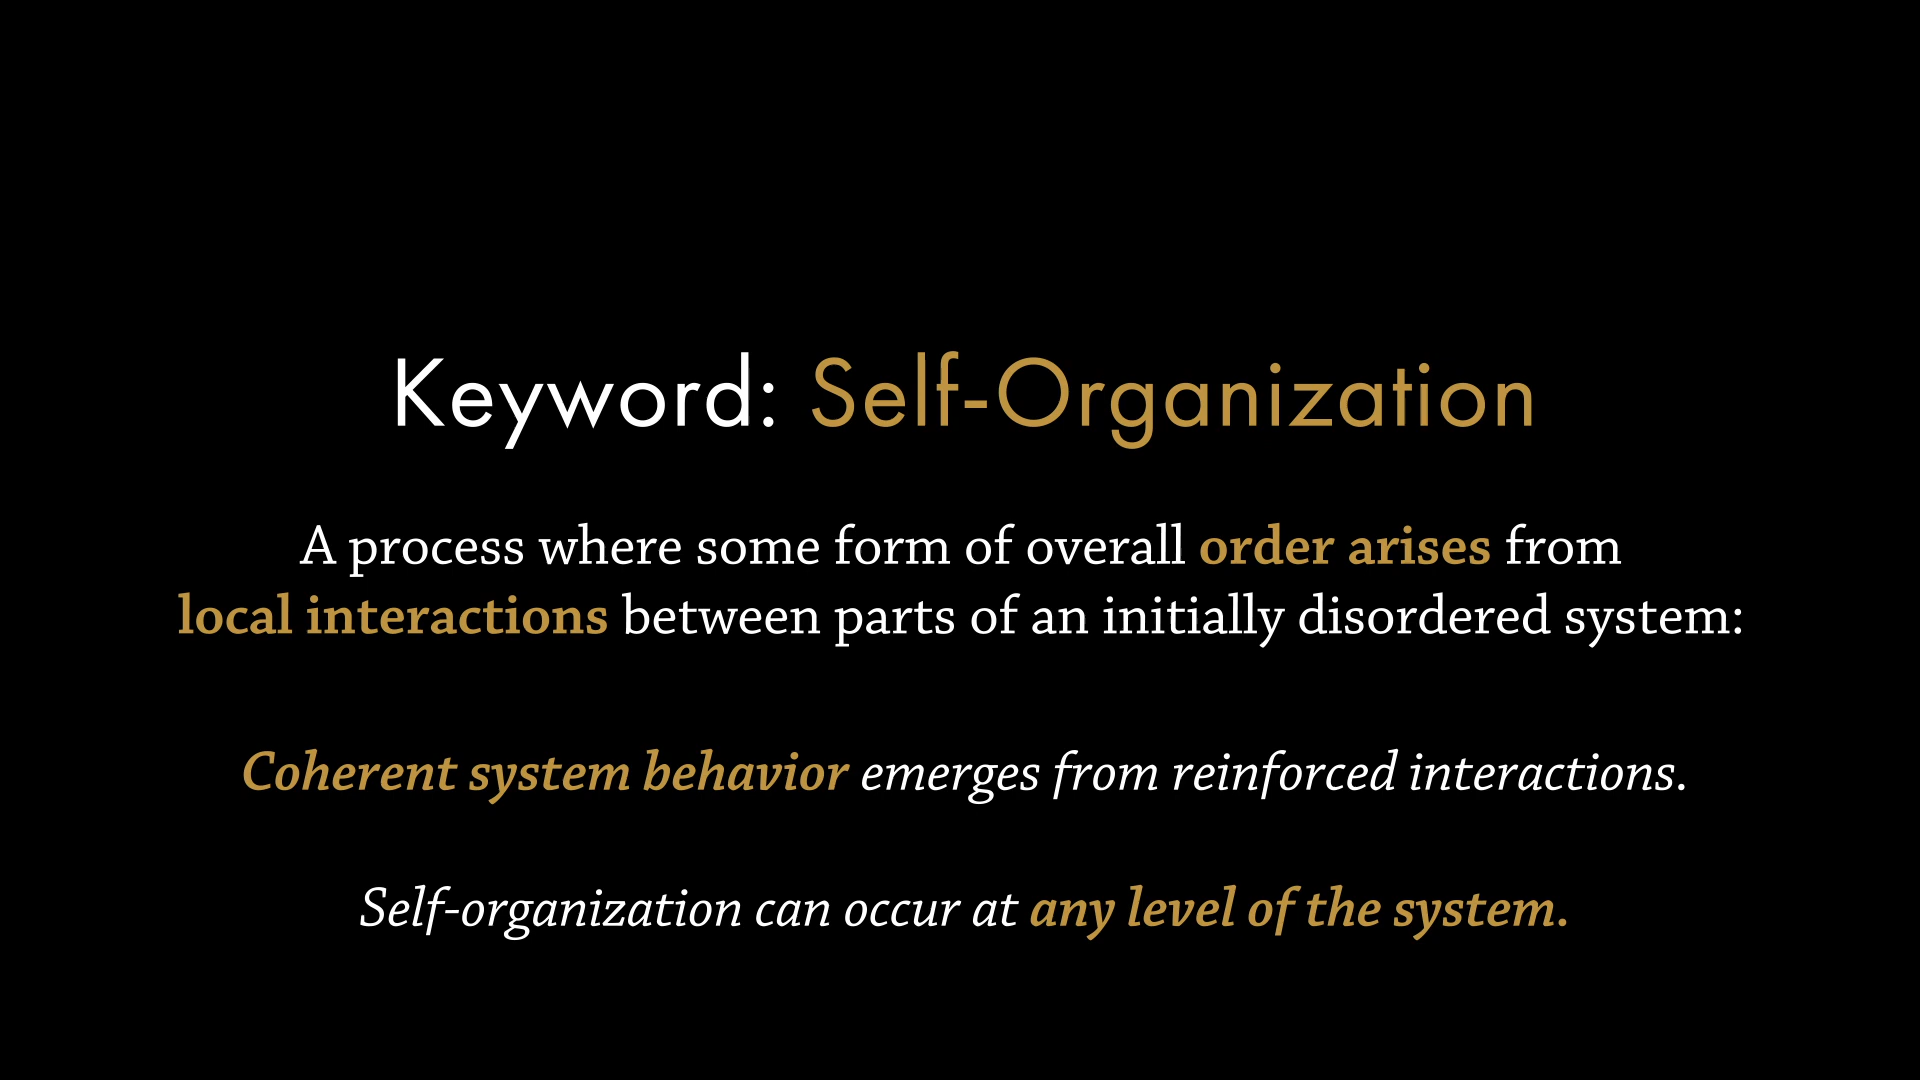 Keyword: Self-Organization
A process where some form of overall order arises from
local interactions between parts of an initially disordered system:
Coherent system behavior emerges from reinforced interactions.
Self-organization can occur at any level of the system.